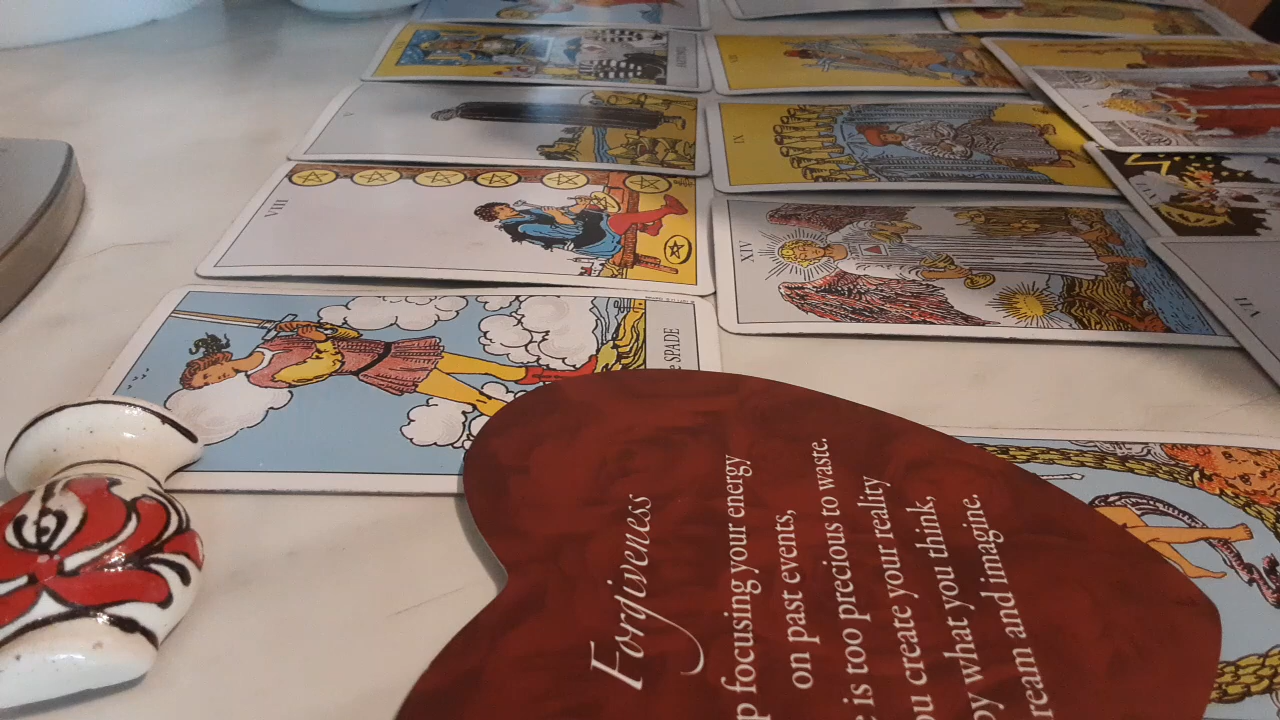 V
IX
VIII
XIV
VII
e SPADE
Forgiveness
p focusing your energy
on past events,
e is too precious to waste.
ou create your reality
by what you think,
ream and imagine.